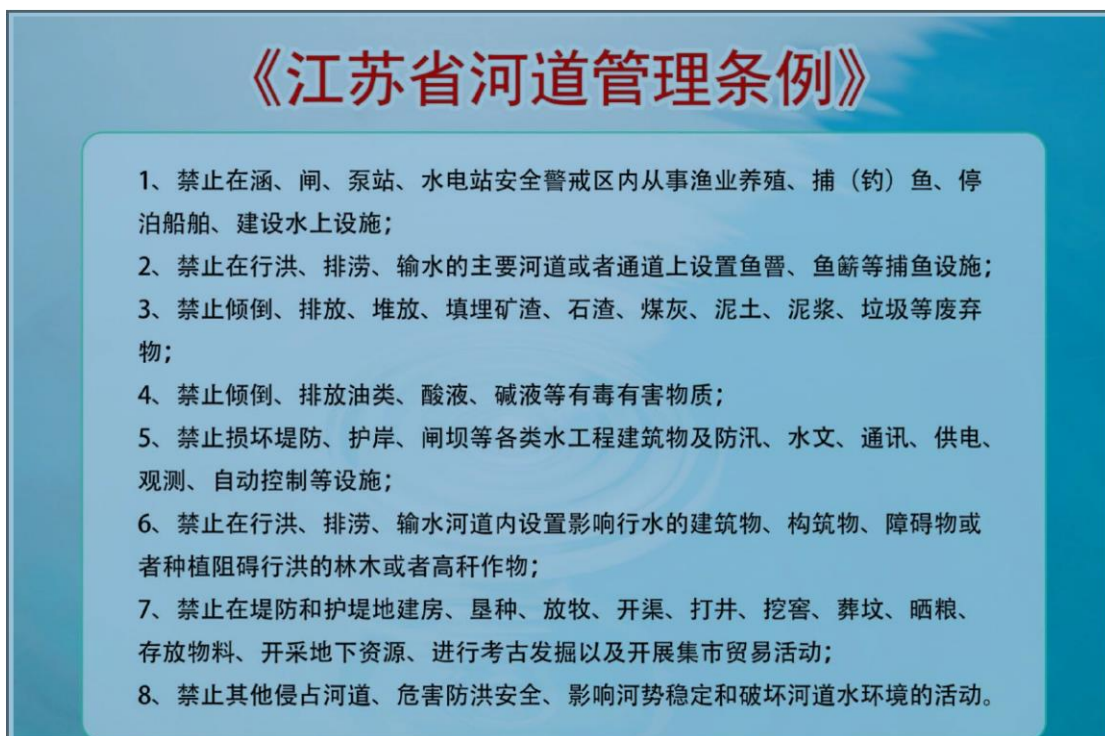 《江苏省河道管理条例》
1、禁止在涵、闸、泵站、水电站安全警戒区内从事渔业养殖、捕（钓）鱼、停
泊船舶、建设水上设施；
2、禁止在行洪、排涝、输水的主要河道或者通道上设置鱼罾、鱼簖等捕鱼设施；
3、禁止倾倒、排放、堆放、填埋矿渣、石渣、煤灰、泥土、泥浆、垃圾等废弃
物；
4、禁止倾倒、排放油类、酸液、碱液等有毒有害物质；
5、禁止损坏堤防、护岸、闸坝等各类水工程建筑物及防汛、水文、通讯、供电、
观测、自动控制等设施；
6、禁止在行洪、排涝、输水河道内设置影响行水的建筑物、构筑物、障碍物或
者种植阻碍行洪的林木或者高秆作物；
7、禁止在堤防和护堤地建房、垦种、放牧、开渠、打井、挖窖、葬坟、晒粮、
存放物料、开采地下资源、进行考古发掘以及开展集市贸易活动；
8、禁止其他侵占河道、危害防洪安全、影响河势稳定和破坏河道水环境的活动。